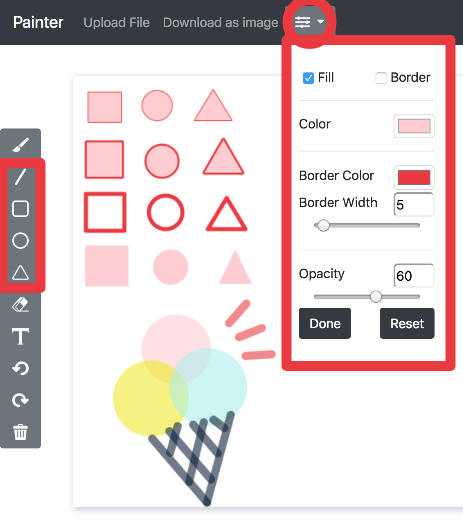 Painter Upload File Download as image
Fill Border
Color
Border Color
Border Width 5
Opacity 60
Done Reset
T